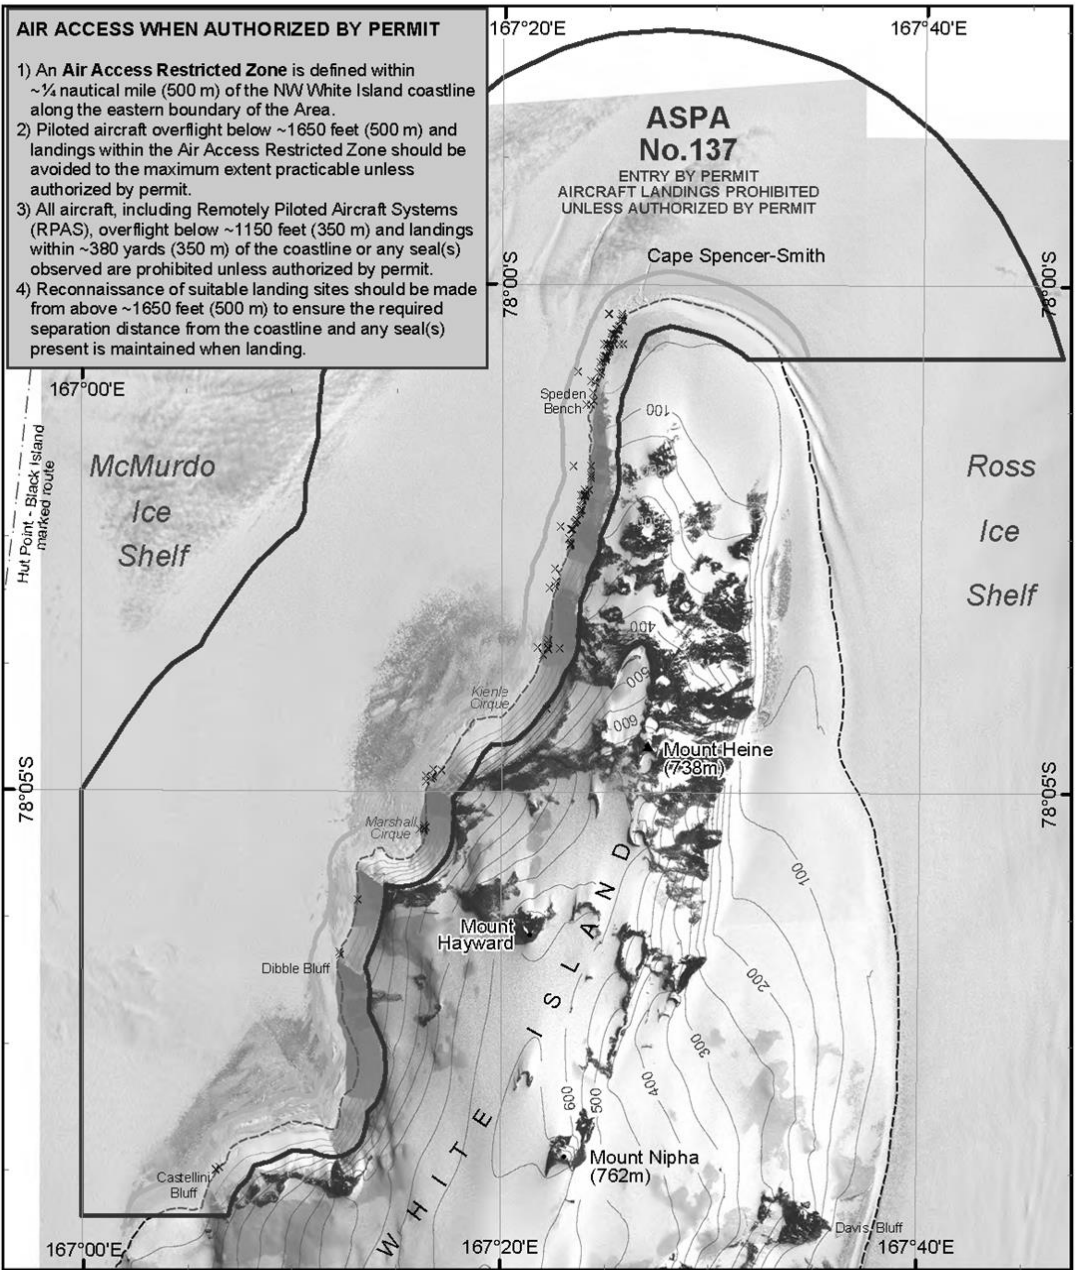 AIR ACCESS WHEN AUTHORIZED BY PERMIT
1) An Air Access Restricted Zone is defined within
~¼ nautical mile (500 m) of the NW White Island coastline
along the eastern boundary of the Area.
2) Piloted aircraft overflight below ~1650 feet (500 m) and
landings within the Air Access Restricted Zone should be
avoided to the maximum extent practicable unless
authorized by permit.
3) All aircraft, including Remotely Piloted Aircraft Systems
(RPAS), overflight below ~1150 feet (350 m) and landings
within ~380 yards (350 m) of the coastline or any seal(s)
observed are prohibited unless authorized by permit.
4) Reconnaissance of suitable landing sites should be made
from above ~1650 feet (500 m) to ensure the required
separation distance from the coastline and any seal(s)
present is maintained when landing.
167°20'E
167°40'E
ASPA
No.137
ENTRY BY PERMIT
AIRCRAFT LANDINGS PROHIBITED
UNLESS AUTHORIZED BY PERMIT
Cape Spencer-Smith
78°00'S
78°00'S
167°00'E
Speden
Bench
100
Hut Point - Black Island
marked route
McMurdo
Ice
Shelf
Ross
Ice
Shelf
400
500
600
Kienle
Cirque
Mount Heine
(738m)
78°05'S
78°05'S
Marshall
Cirque
100
Mount
Hayward
Dibble Bluff
200
300
400
500
600
WHITE ISLAND
Mount Nipha
(762m)
Castellini
Bluff
Davis Bluff
167°00'E
167°20'E
167°40'E